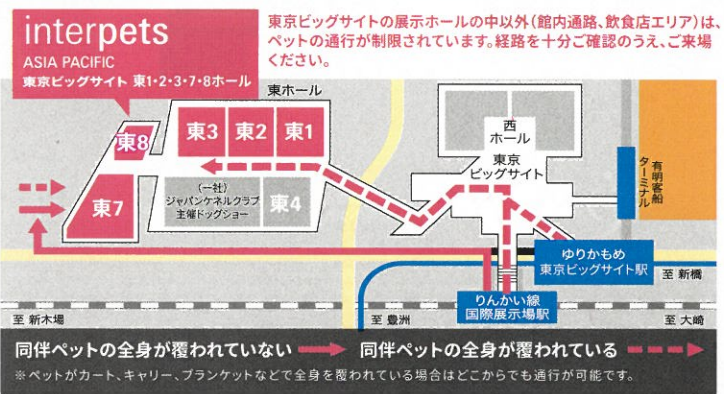 interpets
ASIA PACIFIC
東京ビッグサイト 東1・2・3・7・8ホール
東京ビッグサイトの展示ホールの中以外(館内通路、飲食店エリア)は、
ペットの通行が制限されています。経路を十分ご確認のうえ、ご来場
ください。
東ホール
東8
東3
東2
東1
東7
(一社)
ジャパンケネルクラブ
主催ドッグショー
東4
西
ホール
東京
ビッグサイト
有明客船
ターミナル
ゆりかもめ
東京ビッグサイト駅
至 新橋
りんかい線
国際展示場駅
至 新木場
至 豊洲
至 大崎
同伴ペットの全身が覆われていない
同伴ペットの全身が覆われている
※ペットがカート、キャリー、ブランケットなどで全身を覆われている場合はどこからでも通行が可能です。